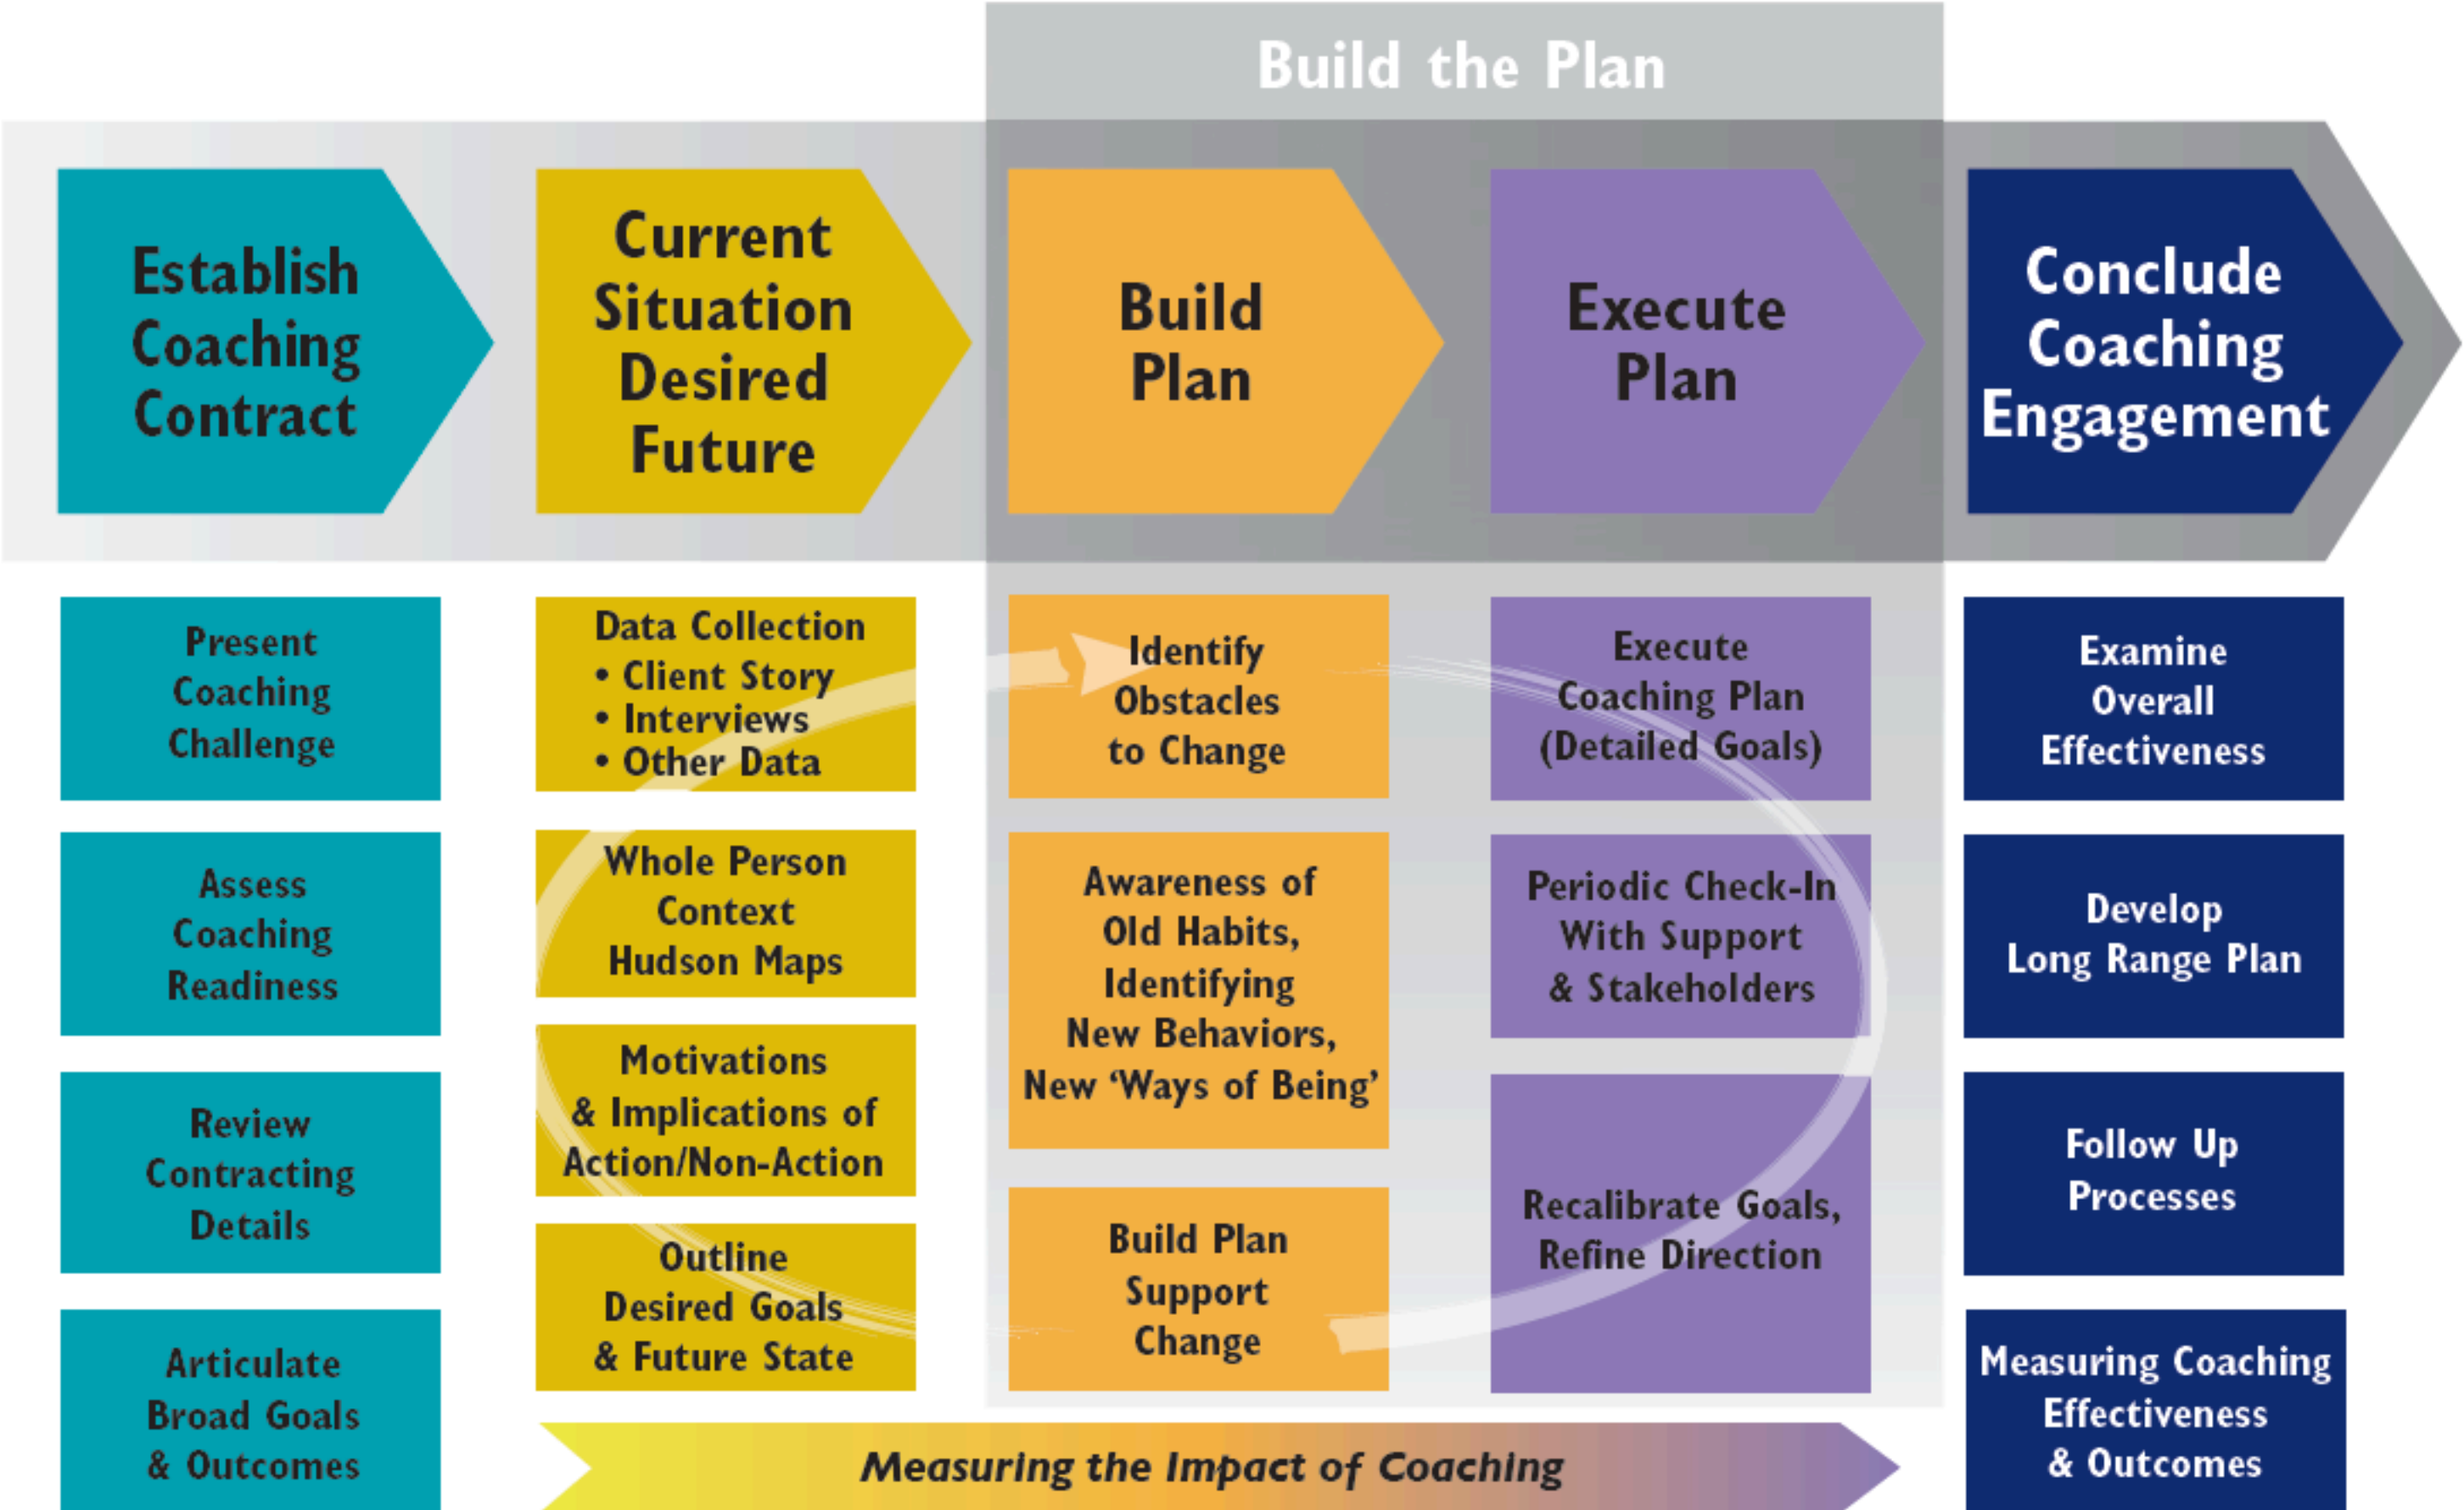 Build the Plan
Establish
Coaching
Contract
Current
Situation
Desired
Future
Build
Plan
Execute
Plan
Conclude
Coaching
Engagement
Present
Coaching
Challenge
Assess
Coaching
Readiness
Review
Contracting
Details
Articulate
Broad Goals
& Outcomes
Data Collection
• Client Story
• Interviews
• Other Data
Whole Person
Context
Hudson Maps
Motivations
& Implications of
Action/Non-Action
Outline
Desired Goals
& Future State
Identify
Obstacles
to Change
Awareness of
Old Habits,
Identifying
New Behaviors,
New ‘Ways of Being’
Build Plan
Support
Change
Execute
Coaching Plan
(Detailed Goals)
Periodic Check-In
With Support
& Stakeholders
Recalibrate Goals,
Refine Direction
Examine
Overall
Effectiveness
Develop
Long Range Plan
Follow Up
Processes
Measuring Coaching
Effectiveness
& Outcomes
Measuring the Impact of Coaching